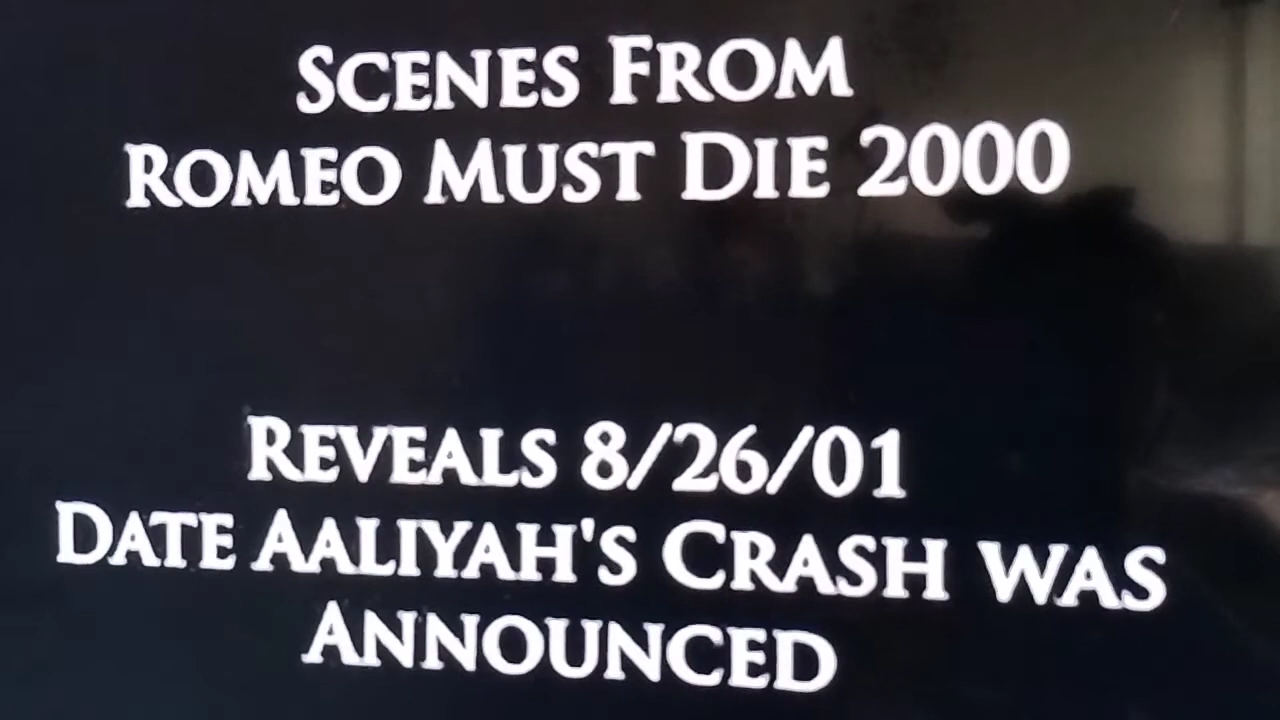 Scenes From
Romeo Must Die 2000
Reveals 8/26/01
Date Aaliyah's Crash was
Announced